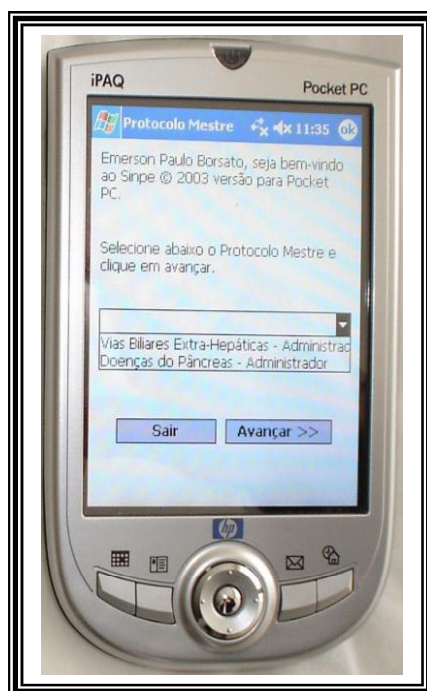 iPAQ
Pocket PC
Protocolo Mestre 11:35 ok
Emerson Paulo Borsato, seja bem-vindo
ao Sinpe © 2003 versão para Pocket
PC.
Selecione abaixo o Protocolo Mestre e
clique em avançar.
Vias Biliares Extra-Hepáticas - Administrad
Doenças do Pâncreas - Administrador
Sair
Avançar >>
hp